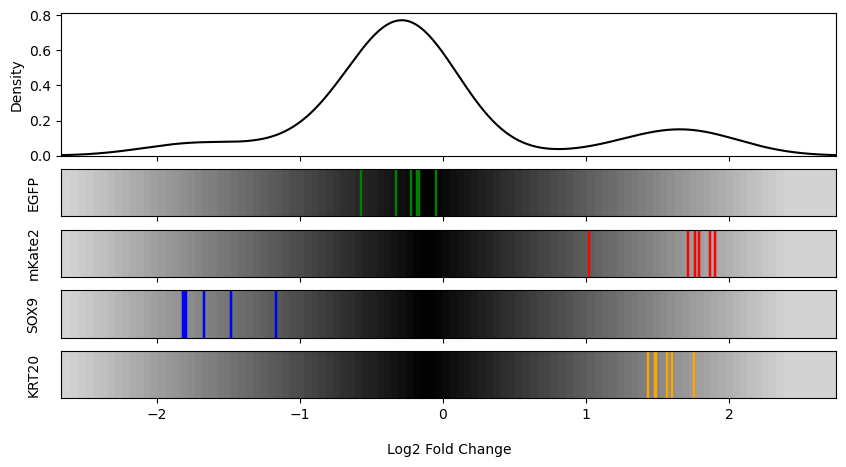 0.8
0.6
0.4
0.2
0.0
Density
EGFP
mKate2
SOX9
KRT20
−2 −1 0 1 2
Log2 Fold Change